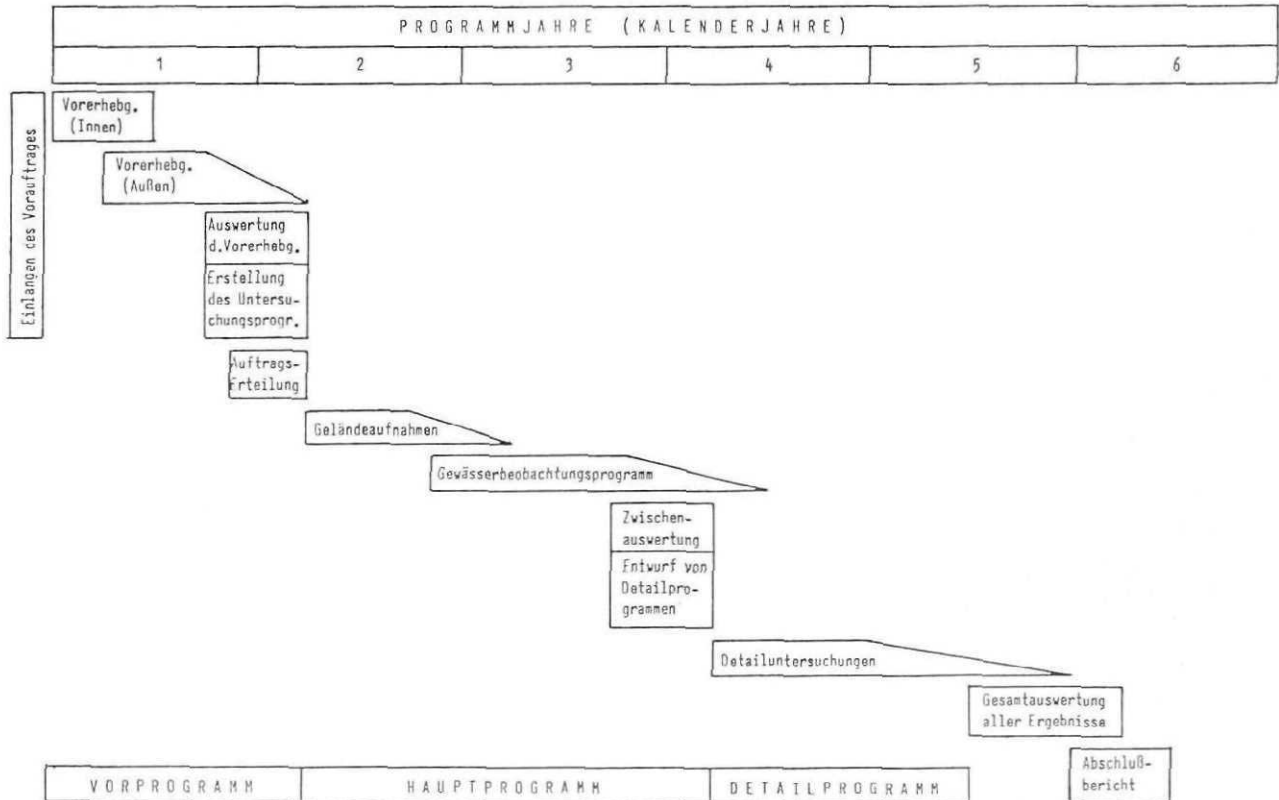 PROGRAMMJAHRE (KALENDERJAHRE)
1 2 3 4 5 6
Einlangen des Vorauftrages
Vorerhebg.
(Innen)
Vorerhebg.
(Außen)
Auswertung
d.Vorerhebg.
Erstellung
des Untersu-
chungsprogr.
Auftrags-
Erteilung
Geländeaufnahmen
Gewässerbeobachtungsprogramm
Zwischen-
auswertung
Entwurf von
Detailpro-
grammen
Detailuntersuchungen
Gesamtauswertung
aller Ergebnisse
Abschluß-
bericht
VORPROGRAMM HAUPTPROGRAMM DETAILPROGRAMM